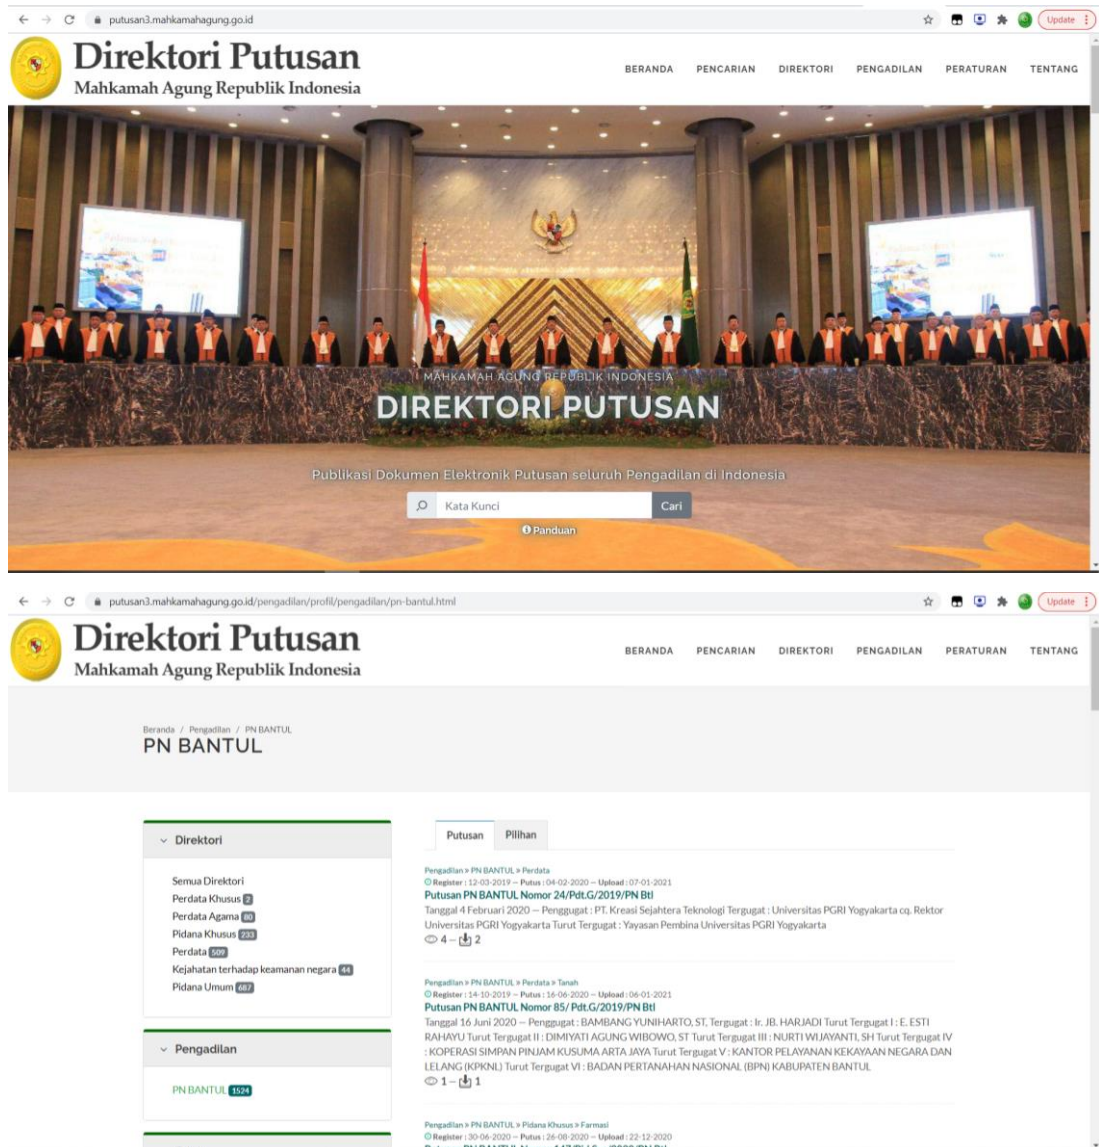 putusan3.mahkamahagung.go.id
Update
Direktori Putusan
Mahkamah Agung Republik Indonesia
BERANDA PENCARIAN DIREKTORI PENGADILAN PERATURAN TENTANG
MAHKAMAH AGUNG REPUBLIK INDONESIA
DIREKTORI PUTUSAN
Publikasi Dokumen Elektronik Putusan seluruh Pengadilan di Indonesia
Kata Kunci Cari
Panduan
putusan3.mahkamahagung.go.id/pengadilan/profil/pengadilan/pn-bantul.html
Update
Direktori Putusan
Mahkamah Agung Republik Indonesia
BERANDA PENCARIAN DIREKTORI PENGADILAN PERATURAN TENTANG
Beranda / Pengadilan / PN BANTUL
PN BANTUL
Direktori
Semua Direktori
Perdata Khusus 2
Perdata Agama 80
Pidana Khusus 233
Perdata 509
Kejahatan terhadap keamanan negara 44
Pidana Umum 687
Pengadilan
PN BANTUL 1524
Putusan Pilihan
Pengadilan » PN BANTUL » Perdata
Register : 12-03-2019 — Putus : 04-02-2020 — Upload : 07-01-2021
Putusan PN BANTUL Nomor 24/Pdt.G/2019/PN Btl
Tanggal 4 Februari 2020 — Penggugat : PT. Kreasi Sejahtera Teknologi Tergugat : Universitas PGRI Yogyakarta cq. Rektor
Universitas PGRI Yogyakarta Turut Tergugat : Yayasan Pembina Universitas PGRI Yogyakarta
4 – 2
Pengadilan » PN BANTUL » Perdata » Tanah
Register : 14-10-2019 — Putus : 16-06-2020 — Upload : 06-01-2021
Putusan PN BANTUL Nomor 85/ Pdt.G/2019/PN Btl
Tanggal 16 Juni 2020 — Penggugat : BAMBANG YUNIHARTO, ST, Tergugat : Ir. JB. HARJADI Turut Tergugat I : E. ESTI
RAHAYU Turut Tergugat II : DIMIYATI AGUNG WIBOWO, ST Turut Tergugat III : NURTI WIJAYANTI, SH Turut Tergugat IV
: KOPERASI SIMPAN PINJAM KUSUMA ARTA JAYA Turut Tergugat V : KANTOR PELAYANAN KEKAYAAN NEGARA DAN
LELANG (KPKNL) Turut Tergugat VI : BADAN PERTANAHAN NASIONAL (BPN) KABUPATEN BANTUL
1 – 1
Pengadilan » PN BANTUL » Pidana Khusus » Farmasi
Register : 30-06-2020 — Putus : 26-08-2020 — Upload : 22-12-2020